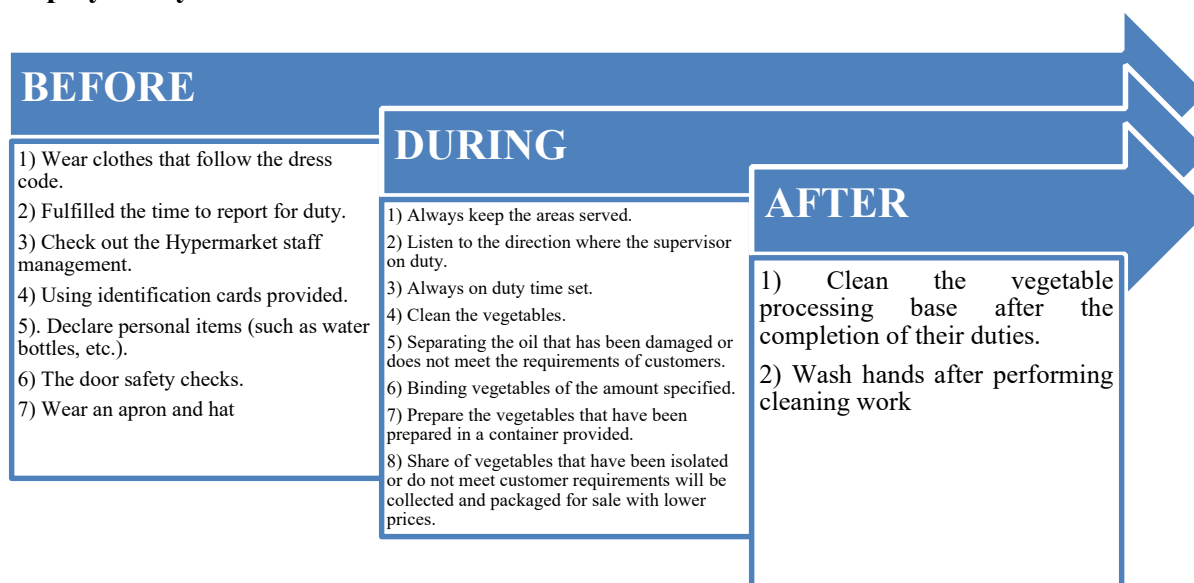 BEFORE
1) Wear clothes that follow the dress
code.
2) Fulfilled the time to report for duty.
3) Check out the Hypermarket staff
management.
4) Using identification cards provided.
5). Declare personal items (such as water
bottles, etc.).
6) The door safety checks.
7) Wear an apron and hat
DURING
1) Always keep the areas served.
2) Listen to the direction where the supervisor
on duty.
3) Always on duty time set.
4) Clean the vegetables.
5) Separating the oil that has been damaged or
does not meet the requirements of customers.
6) Binding vegetables of the amount specified.
7) Prepare the vegetables that have been
prepared in a container provided.
8) Share of vegetables that have been isolated
or do not meet customer requirements will be
collected and packaged for sale with lower
prices.
AFTER
1) Clean the vegetable
processing base after the
completion of their duties.
2) Wash hands after performing
cleaning work